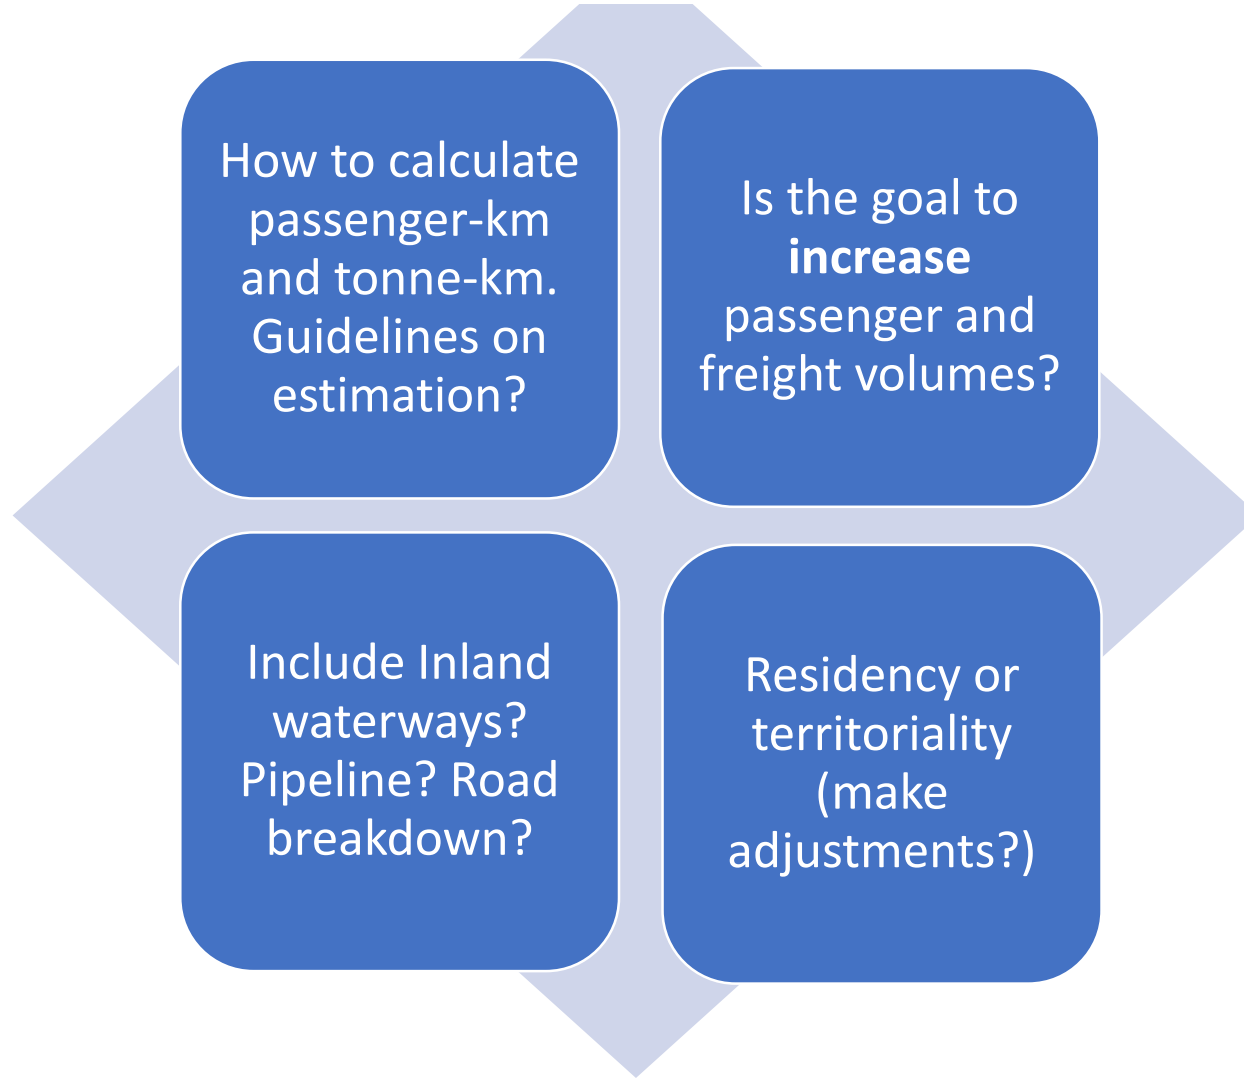 How to calculate
passenger-km
and tonne-km.
Guidelines on
estimation?
Is the goal to
increase
passenger and
freight volumes?
Include Inland
waterways?
Pipeline? Road
breakdown?
Residency or
territoriality
(make
adjustments?)